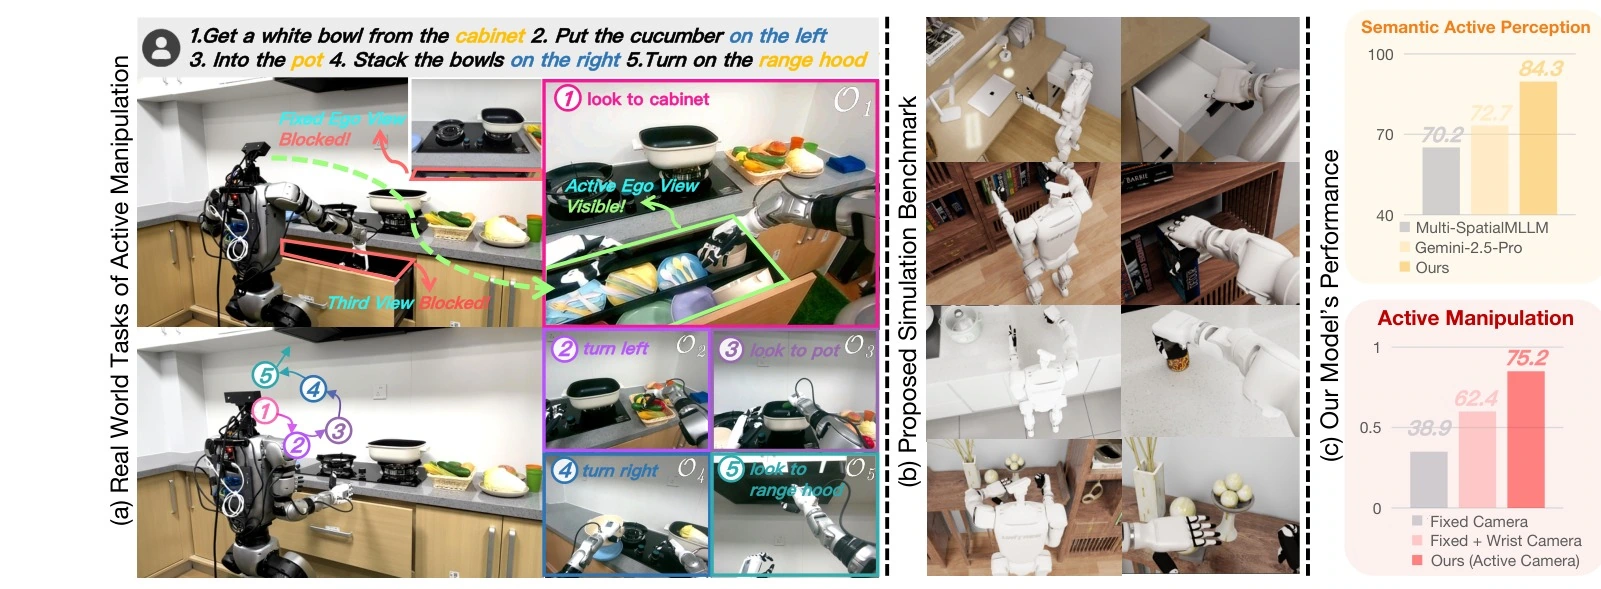 (a) Real World Tasks of Active Manipulation
1.Get a white bowl from the cabinet 2. Put the cucumber on the left
3. Into the pot 4. Stack the bowls on the right 5.Turn on the range hood
Fixed Ego View
Blocked!
Third View Blocked!
1 look to cabinet
O1
Active Ego View
Visible!
5
4
1
3
2
2 turn left O2
3 look to pot O3
4 turn right O4
5 look to O5
range hood
(b) Proposed Simulation Benchmark
(c) Our Model's Performance
Semantic Active Perception
100
84.3
72.7
70
70.2
40
Multi-SpatialMLLM
Gemini-2.5-Pro
Ours
Active Manipulation
1
75.2
62.4
0.5
38.9
0
Fixed Camera
Fixed + Wrist Camera
Ours (Active Camera)